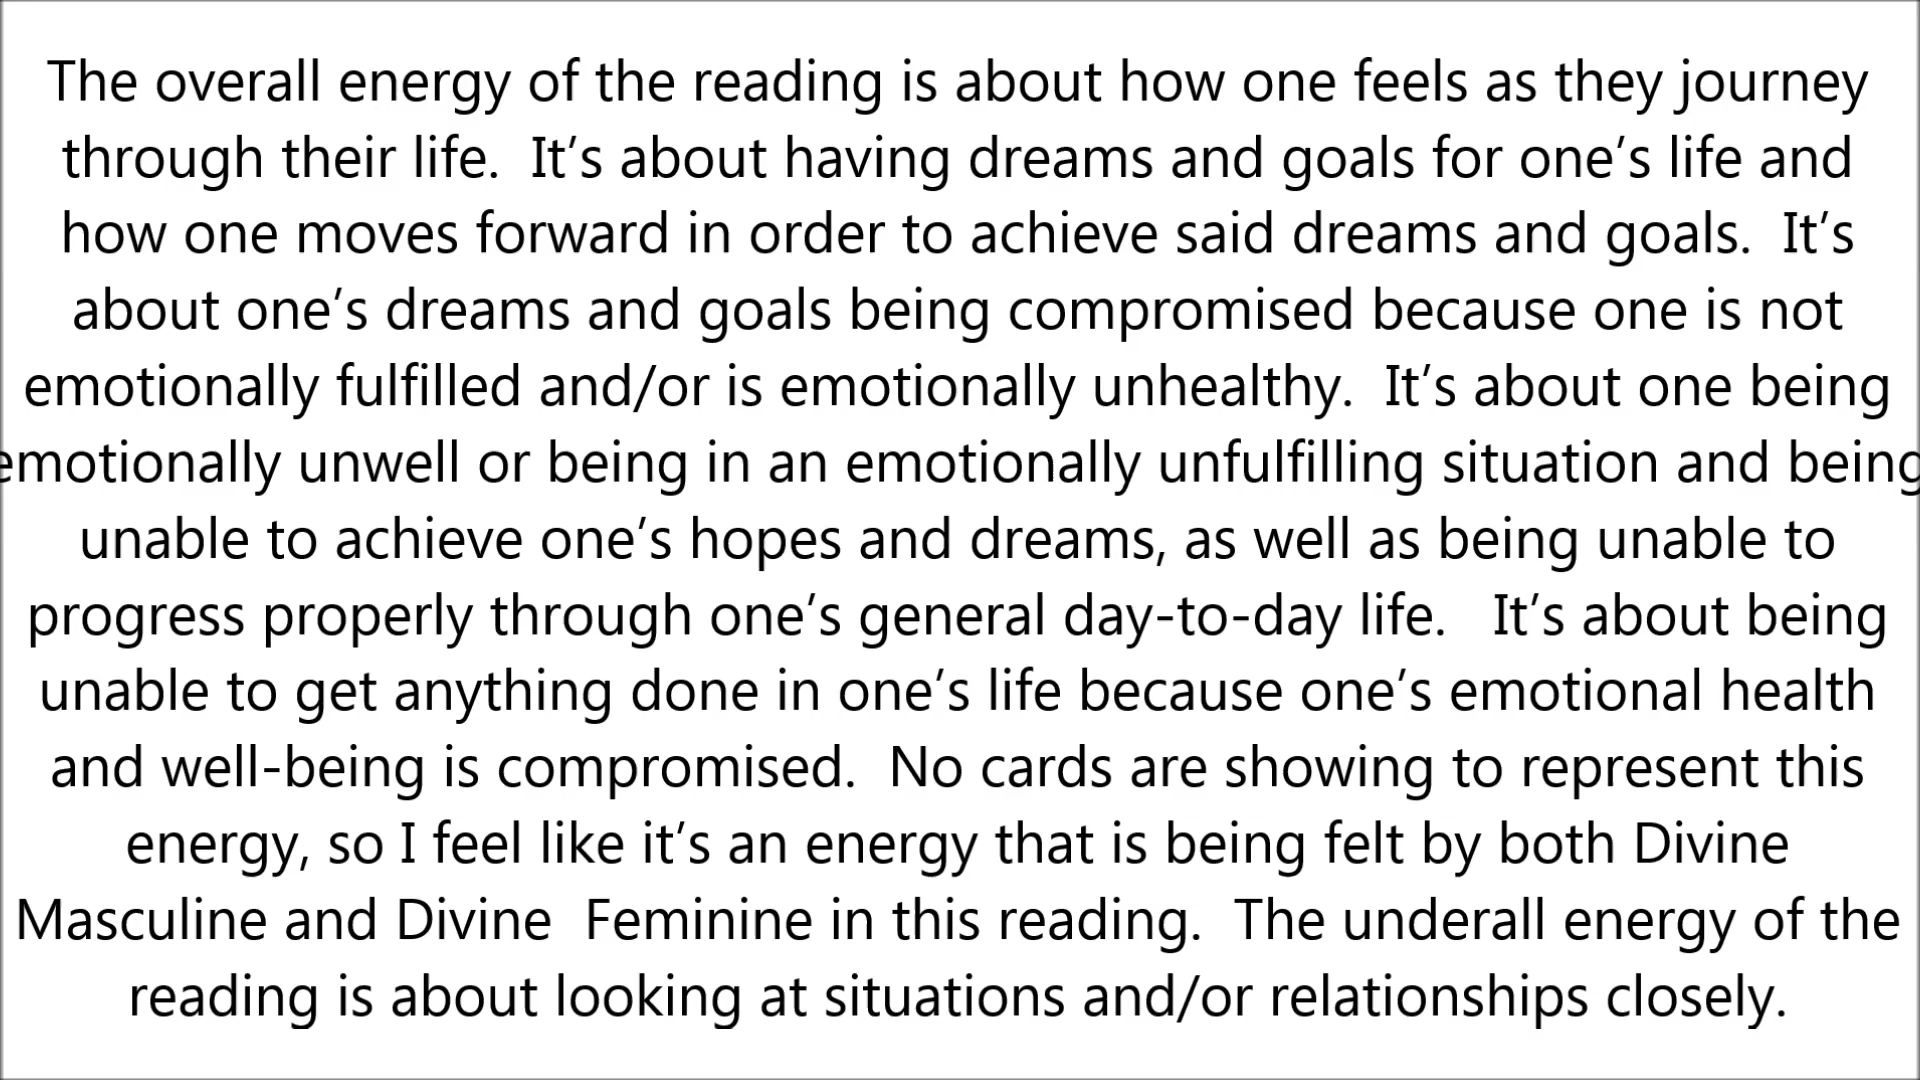 The overall energy of the reading is about how one feels as they journey
through their life.  It’s about having dreams and goals for one’s life and
how one moves forward in order to achieve said dreams and goals.  It’s
about one’s dreams and goals being compromised because one is not
emotionally fulfilled and/or is emotionally unhealthy.  It’s about one being
emotionally unwell or being in an emotionally unfulfilling situation and being
unable to achieve one’s hopes and dreams, as well as being unable to
progress properly through one’s general day-to-day life.   It’s about being
unable to get anything done in one’s life because one’s emotional health
and well-being is compromised.  No cards are showing to represent this
energy, so I feel like it’s an energy that is being felt by both Divine
Masculine and Divine  Feminine in this reading.  The underall energy of the
reading is about looking at situations and/or relationships closely.